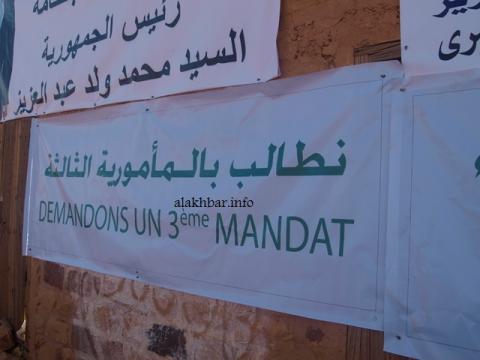 رئيس الجمهورية
السيد محمد ولد عبد العزيز
نطالب بالمأمورية الثالثة
alakhbar.info
DEMANDONS UN 3ème MANDAT